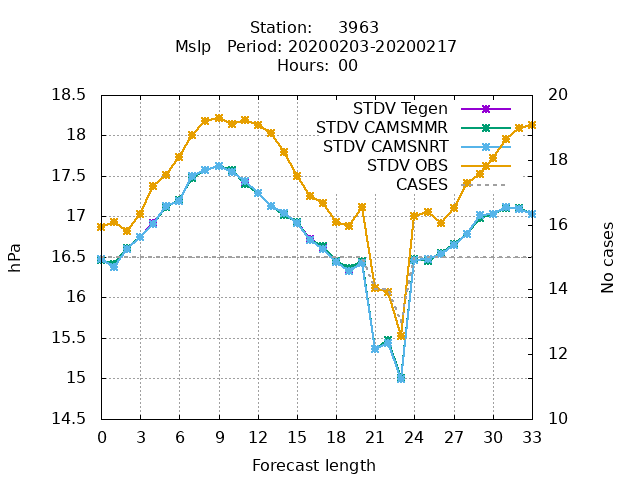 Station: 3963
Mslp Period: 20200203-20200217
Hours: 00
STDV Tegen
STDV CAMSMMR
STDV CAMSNRT
STDV OBS
CASES
18.5
18
17.5
17
16.5
16
15.5
15
14.5
hPa
20
18
16
14
12
10
No cases
0 3 6 9 12 15 18 21 24 27 30 33
Forecast length